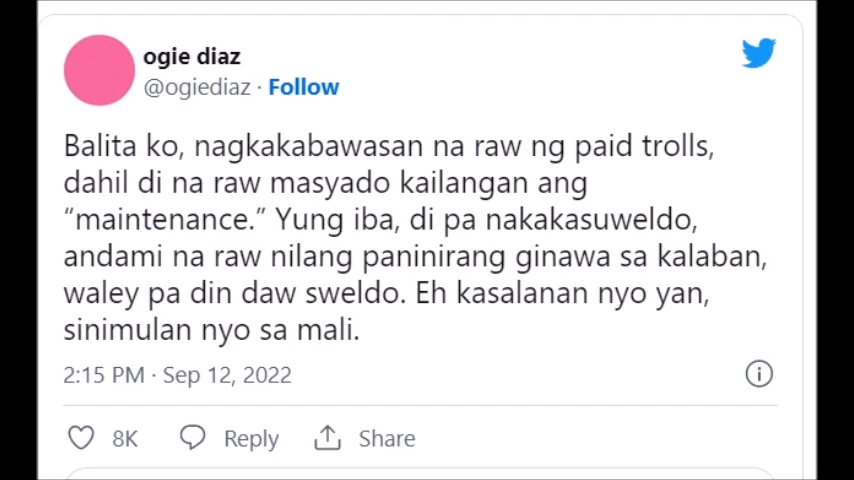 ogie diaz
@ogiediaz · Follow
Balita ko, nagkakabawasan na raw ng paid trolls,
dahil di na raw masyado kailangan ang
“maintenance.” Yung iba, di pa nakakasuweldo,
andami na raw nilang paninirang ginawa sa kalaban,
waley pa din daw sweldo. Eh kasalanan nyo yan,
sinimulan nyo sa mali.
2:15 PM · Sep 12, 2022
8K Reply Share